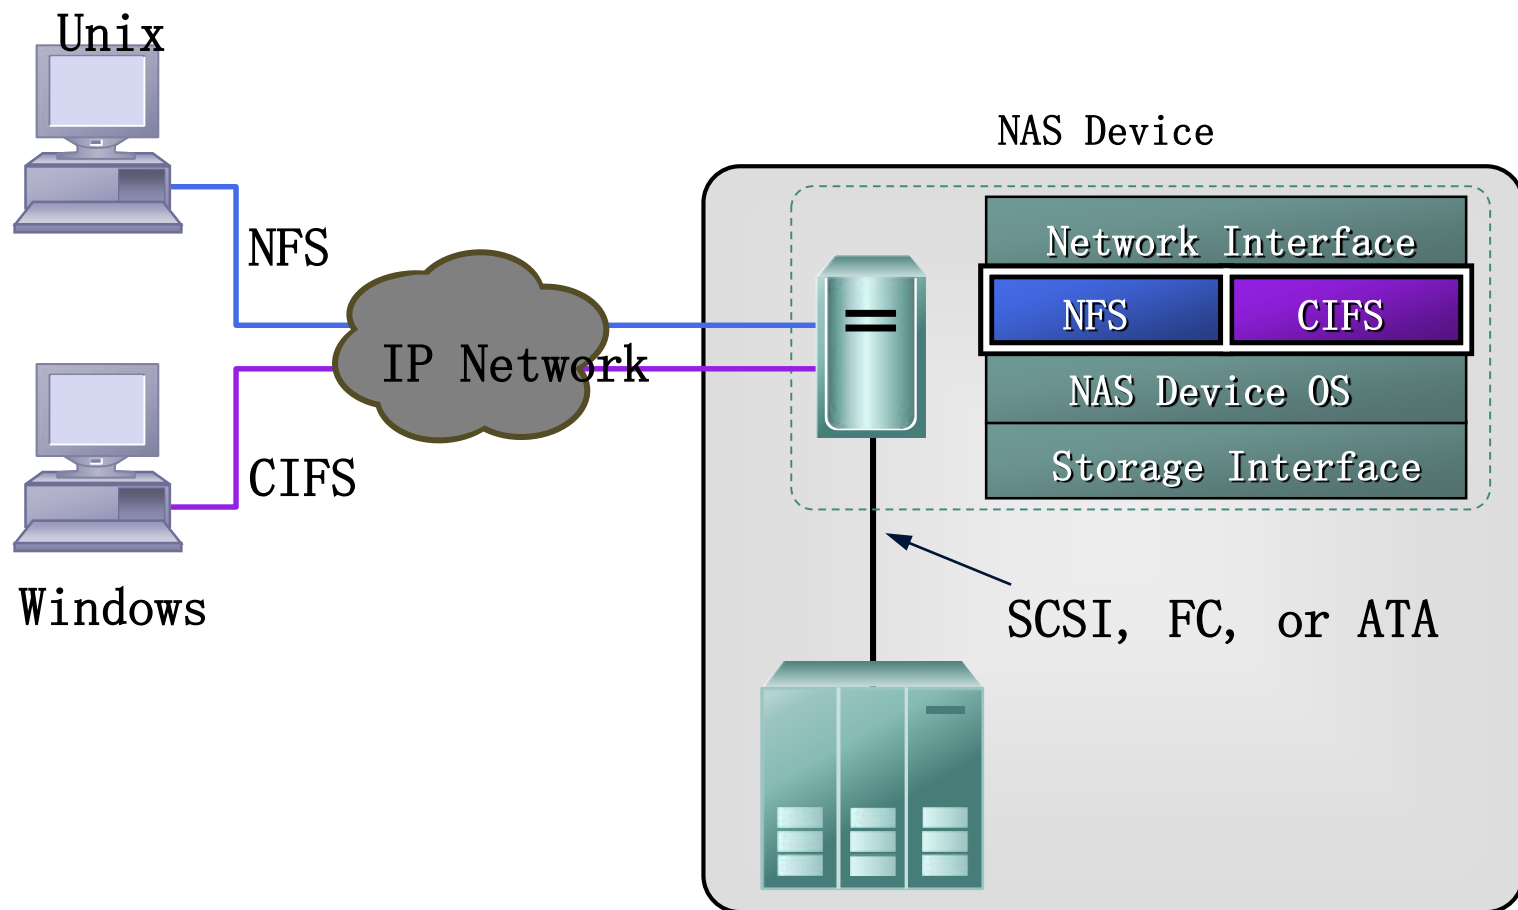 Unix
NAS Device
NFS
Network Interface
NFS
CIFS
IP Network
NAS Device OS
CIFS
Storage Interface
Windows
SCSI, FC, or ATA